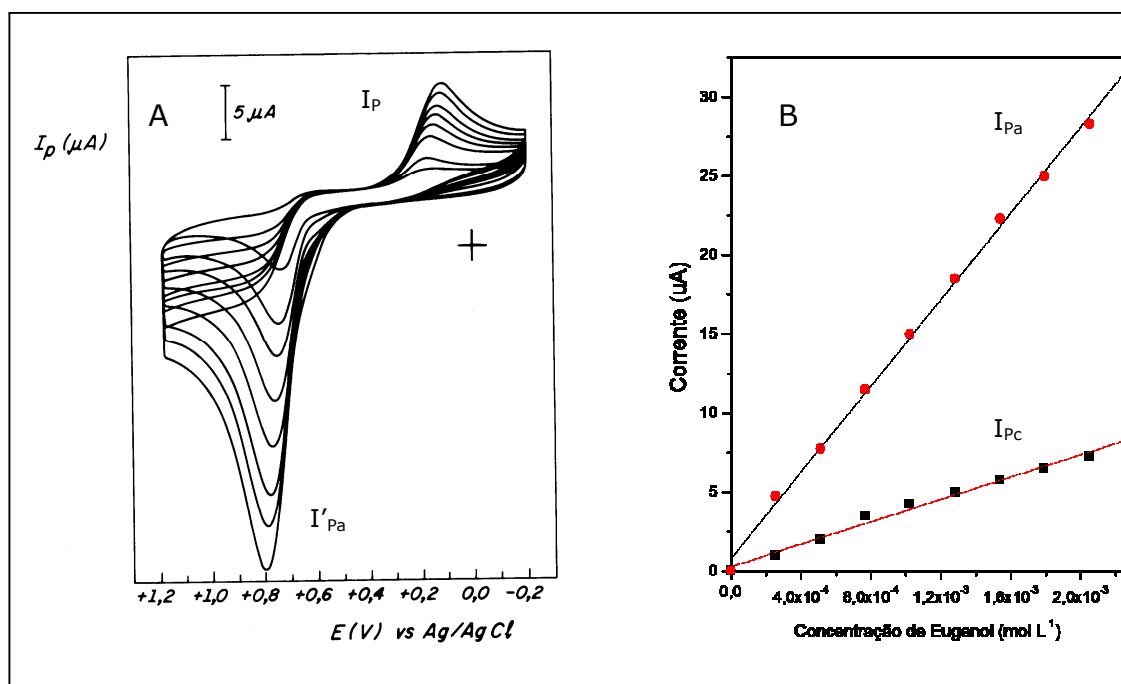 A
5 μA
I_P
I_p (μA)
I'_Pa
+1,2 +1,0 +0,8 +0,6 +0,4 +0,2 0,0 -0,2
E(V) vs Ag/AgCl
B
I_Pa
I_Pc
30
25
20
15
10
5
0
Corrente (uA)
0,0 4,0x10^-4 8,0x10^-4 1,2x10^-3 1,6x10^-3 2,0x10^-3
Concentração de Eugenol (mol L^1)